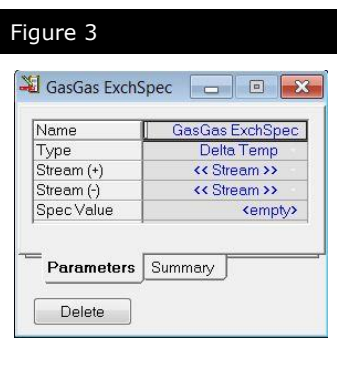 Figure 3
GasGas ExchSpec
Name GasGas ExchSpec
Type Delta Temp
Stream (+) << Stream >>
Stream (-) << Stream >>
Spec Value <empty>
Parameters Summary
Delete